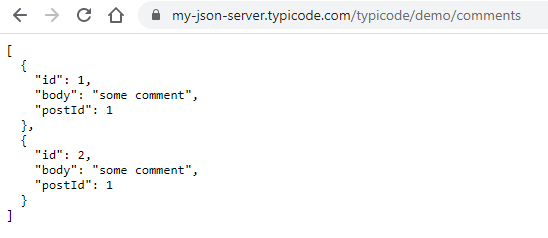 my-json-server.typicode.com/typicode/demo/comments
[
  {
    "id": 1,
    "body": "some comment",
    "postId": 1
  },
  {
    "id": 2,
    "body": "some comment",
    "postId": 1
  }
]